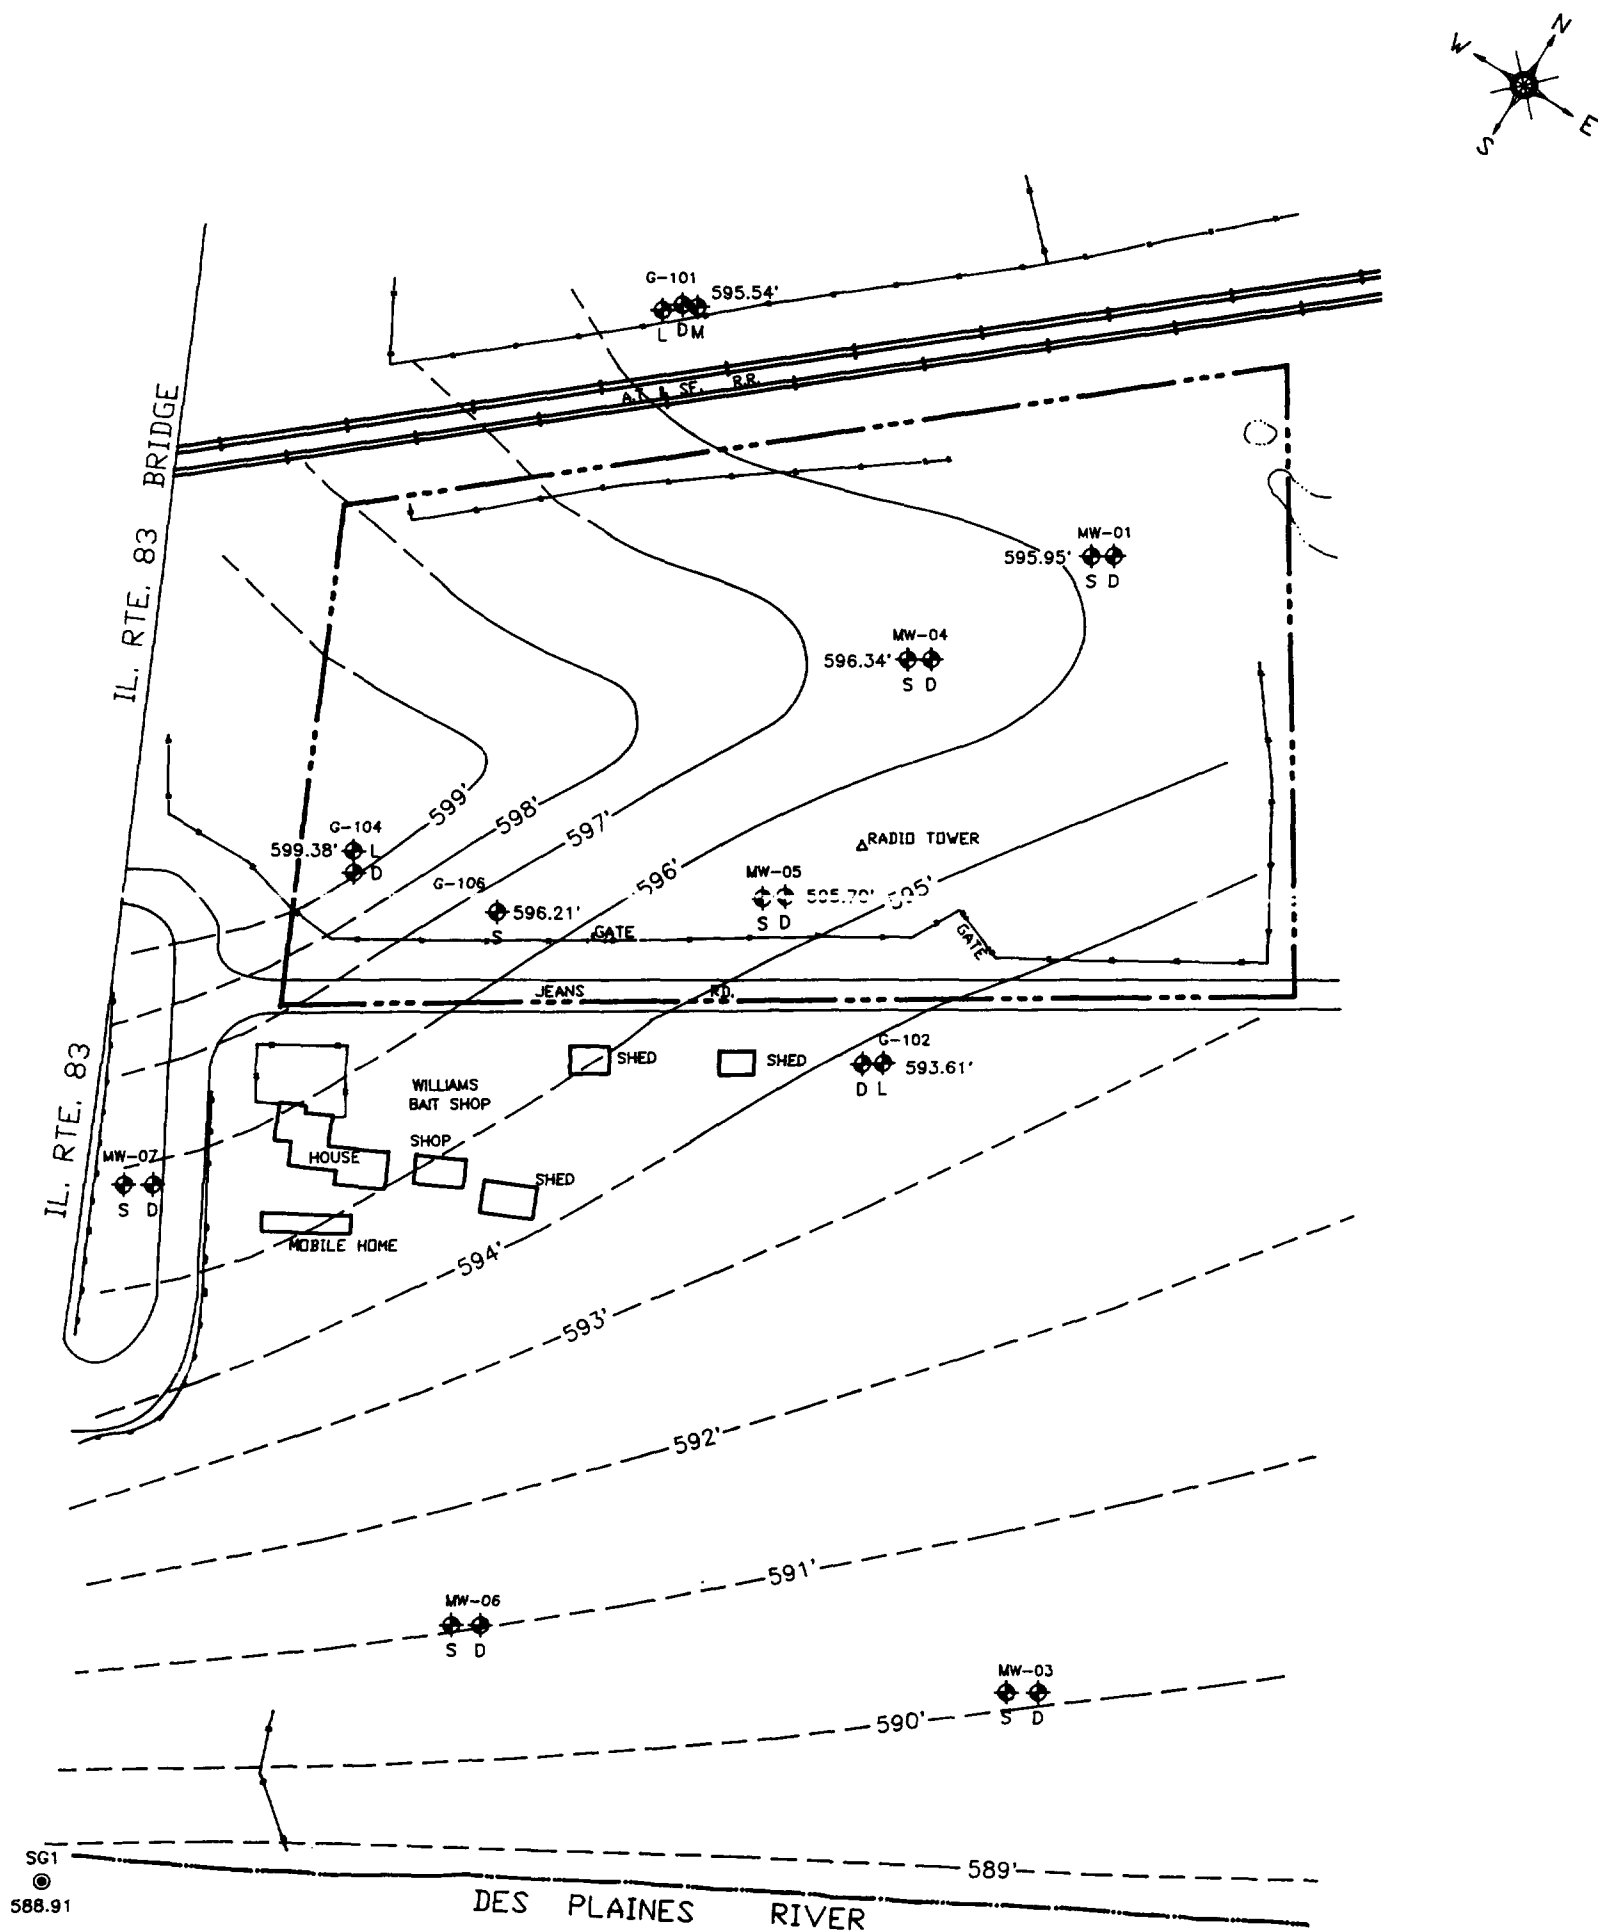 N
W
E
S
G-101
595.54'
L D M
A.T. & SF. R.R.
IL. RTE. 83 BRIDGE
MW-01
595.95'
S D
MW-04
596.34'
S D
599'
598'
597'
596'
595'
G-104
599.38'
L
D
RADIO TOWER
G-106
596.21'
S
MW-05
S D
GATE
GATE
JEANS RD.
G-102
593.61'
D L
SHED
SHED
WILLIAMS
BAIT SHOP
SHOP
HOUSE
SHED
MOBILE HOME
IL. RTE. 83
MW-07
S D
594'
593'
592'
591'
MW-06
S D
MW-03
S D
590'
589'
SG1
588.91
DES PLAINES RIVER